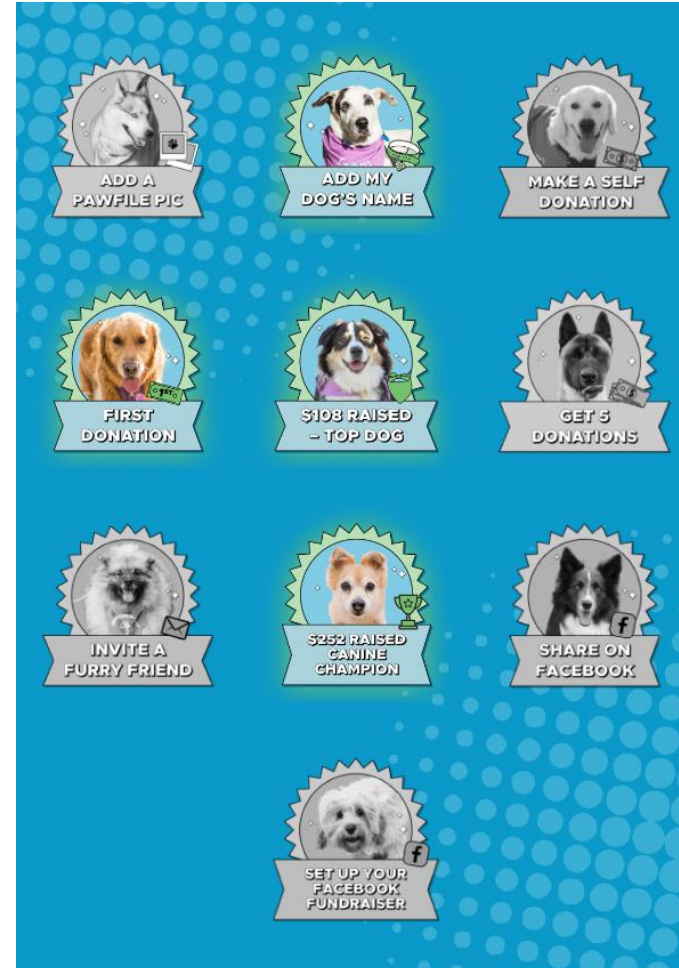 ADD A
PAWFILE PIC
ADD MY
DOG'S NAME
MAKE A SELF
DONATION
1ST
FIRST
DONATION
$108 RAISED
– TOP DOG
$
GET 5
DONATIONS
INVITE A
FURRY FRIEND
$252 RAISED
CANINE
CHAMPION
f
SHARE ON
FACEBOOK
f
SET UP YOUR
FACEBOOK
FUNDRAISER